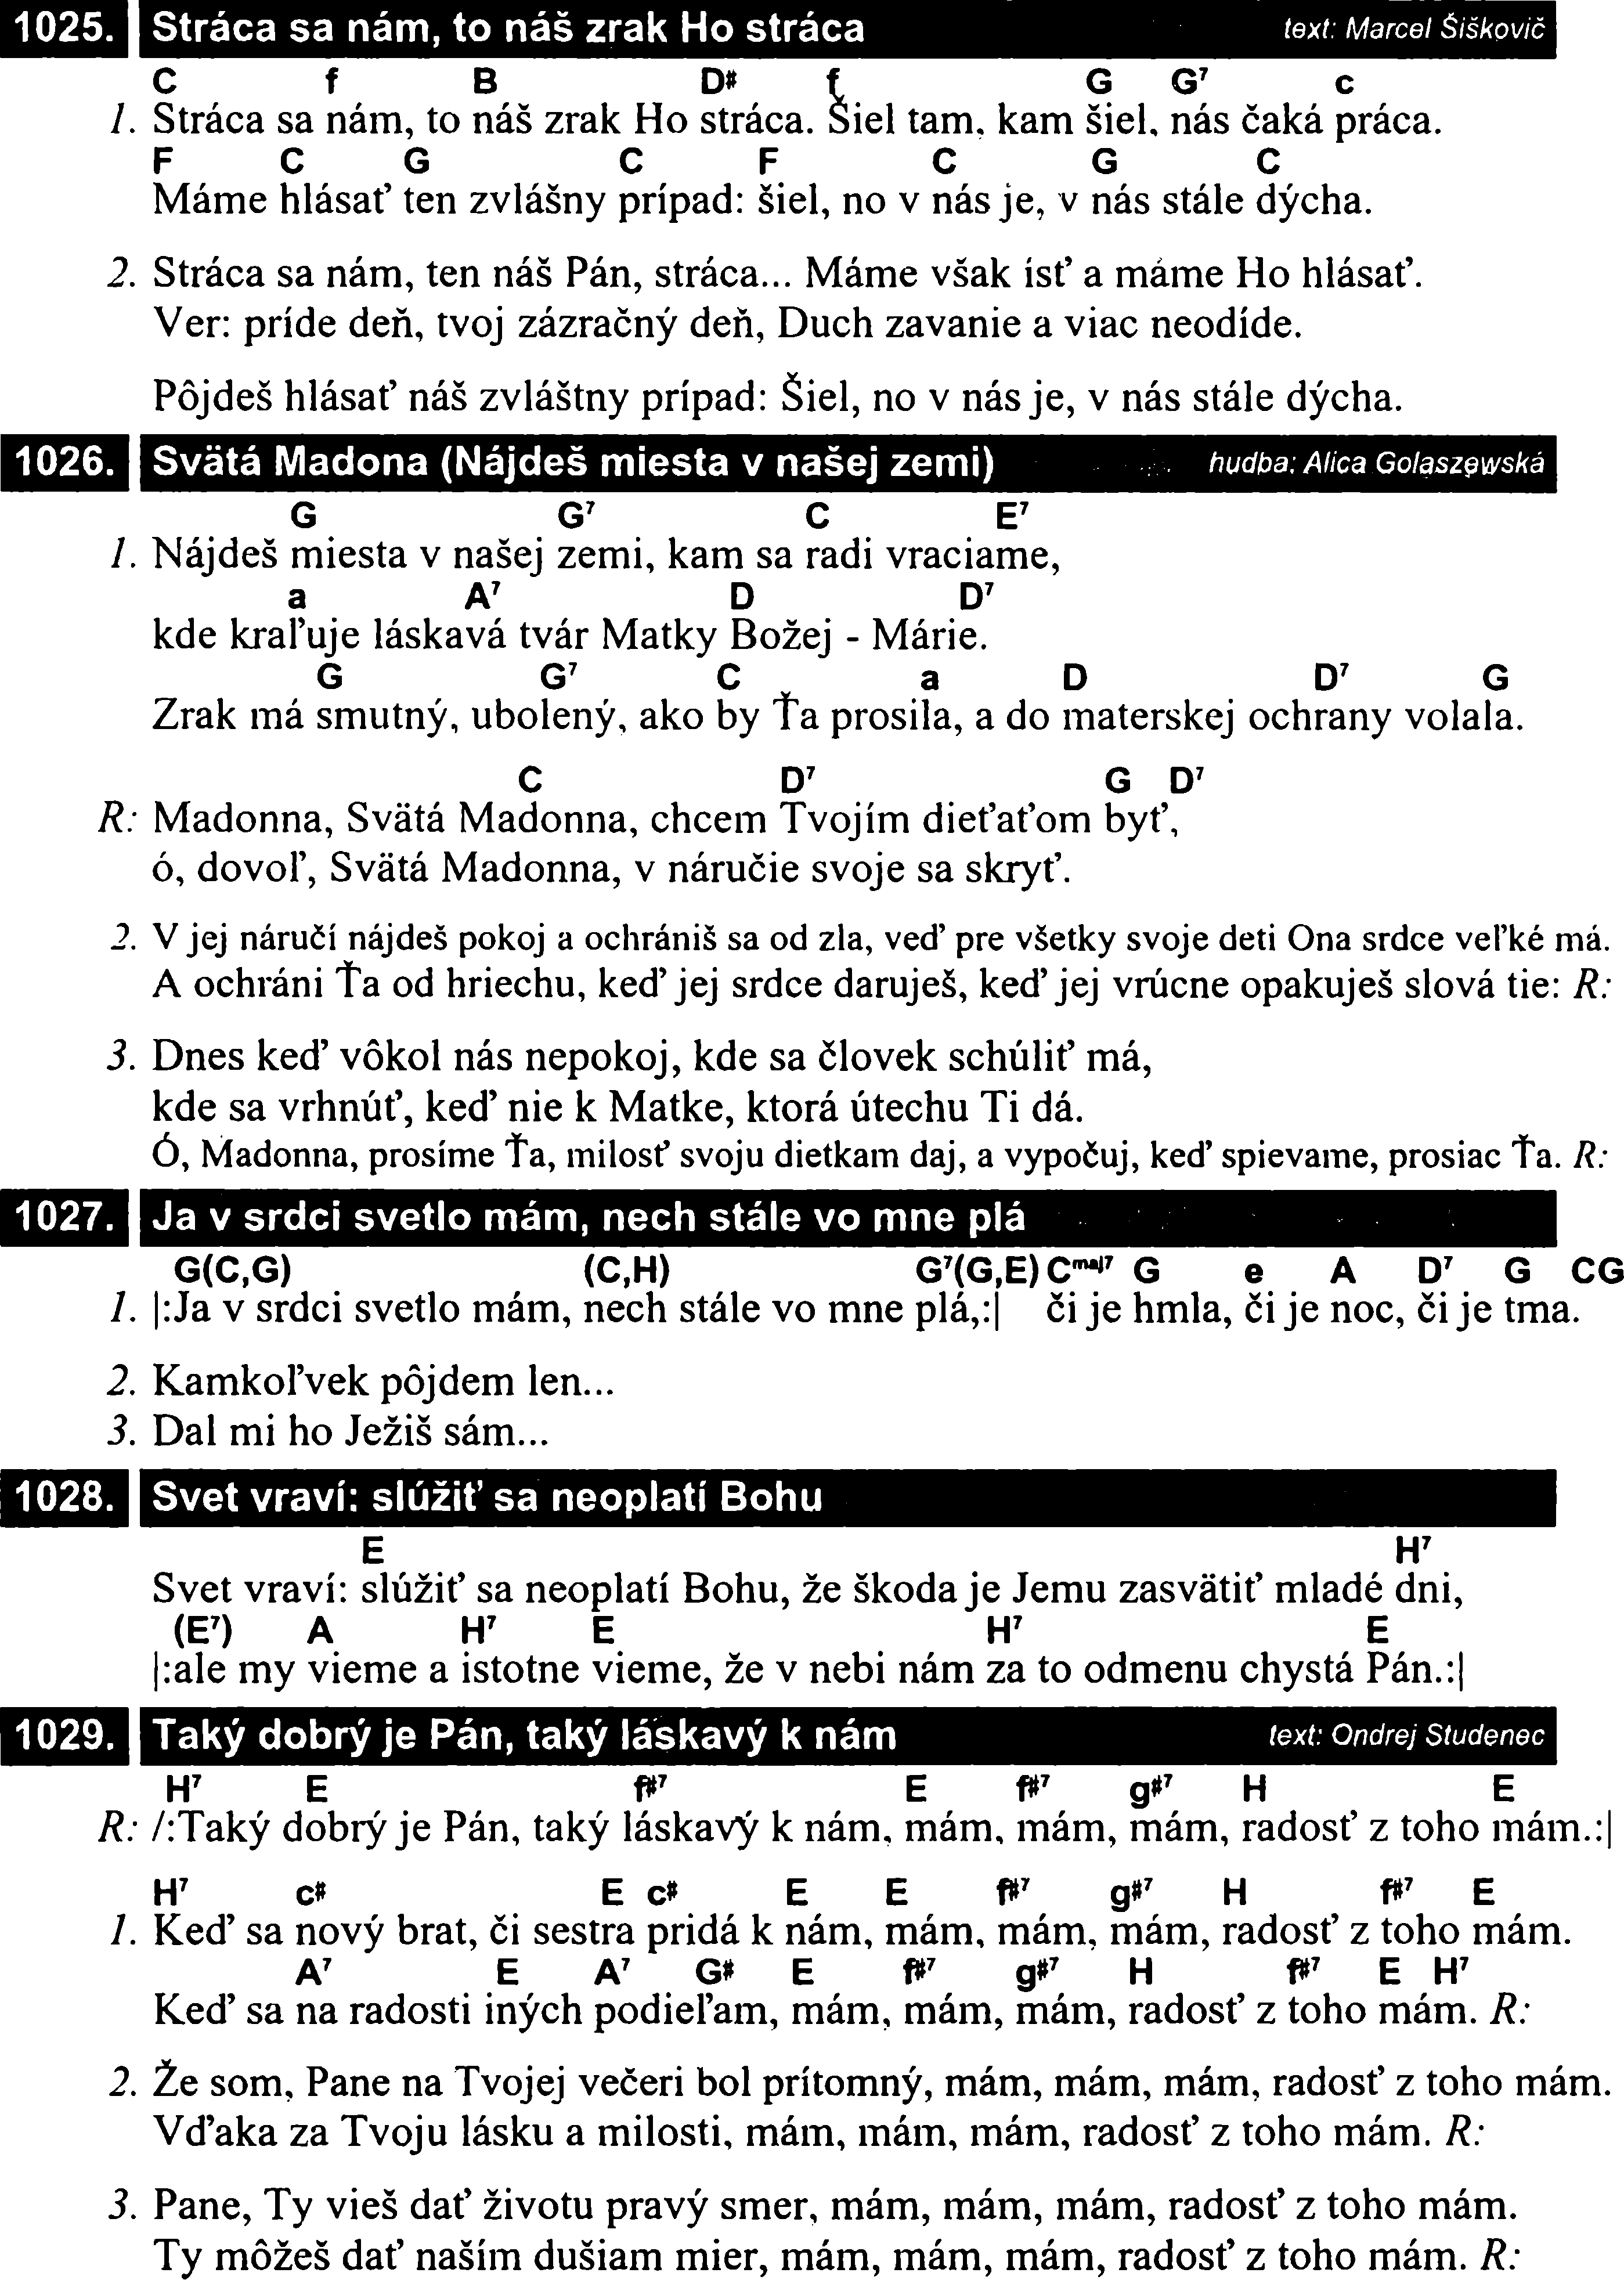 1025. Stráca sa nám, to náš zrak Ho stráca text: Marcel Šiškovič
C f B D# f G G7 c
1. Stráca sa nám, to náš zrak Ho stráca. Šiel tam, kam šiel, nás čaká práca.
F C G C F C G C
Máme hlásať ten zvlášny prípad: šiel, no v nás je, v nás stále dýcha.
2. Stráca sa nám, ten náš Pán, stráca... Máme však ísť a máme Ho hlásať.
Ver: príde deň, tvoj zázračný deň, Duch zavanie a viac neodíde.
Pôjdeš hlásať náš zvláštny prípad: Šiel, no v nás je, v nás stále dýcha.
1026. Svätá Madona (Nájdeš miesta v našej zemi) hudba: Alica Golaszewská
G G7 C E7
1. Nájdeš miesta v našej zemi, kam sa radi vraciame,
a A7 D D7
kde kraľuje láskavá tvár Matky Božej - Márie.
G G7 C a D D7 G
Zrak má smutný, ubolený, ako by Ťa prosila, a do materskej ochrany volala.
C D7 G D7
R: Madonna, Svätá Madonna, chcem Tvojím dieťaťom byť,
ó, dovoľ, Svätá Madonna, v náručie svoje sa skryť.
2. V jej náručí nájdeš pokoj a ochrániš sa od zla, veď pre všetky svoje deti Ona srdce veľké má.
A ochráni Ťa od hriechu, keď jej srdce daruješ, keď jej vrúcne opakuješ slová tie: R:
3. Dnes keď vôkol nás nepokoj, kde sa človek schúliť má,
kde sa vrhnúť, keď nie k Matke, ktorá útechu Ti dá.
Ó, Madonna, prosíme Ťa, milosť svoju dietkam daj, a vypočuj, keď spievame, prosiac Ťa. R:
1027. Ja v srdci svetlo mám, nech stále vo mne plá
G(C,G) (C,H) G7(G,E) Cmaj7 G e A D7 G CG
1. |:Ja v srdci svetlo mám, nech stále vo mne plá,:| či je hmla, či je noc, či je tma.
2. Kamkoľvek pôjdem len...
3. Dal mi ho Ježiš sám...
1028. Svet vraví: slúžiť sa neoplatí Bohu
E H7
Svet vraví: slúžiť sa neoplatí Bohu, že škoda je Jemu zasvätiť mladé dni,
(E7) A H7 E H7 E
|:ale my vieme a istotne vieme, že v nebi nám za to odmenu chystá Pán.:|
1029. Taký dobrý je Pán, taký láskavý k nám text: Ondrej Studenec
H7 E f#7 E f#7 g#7 H E
R: /:Taký dobrý je Pán, taký láskavý k nám, mám, mám, mám, radosť z toho mám.:|
H7 c# E c# E E f#7 g#7 H f#7 E
1. Keď sa nový brat, či sestra pridá k nám, mám, mám, mám, radosť z toho mám.
A7 E A7 G# E f#7 g#7 H f#7 E H7
Keď sa na radosti iných podieľam, mám, mám, mám, radosť z toho mám. R:
2. Že som, Pane na Tvojej večeri bol prítomný, mám, mám, mám, radosť z toho mám.
Vďaka za Tvoju lásku a milosti, mám, mám, mám, radosť z toho mám. R:
3. Pane, Ty vieš dať životu pravý smer, mám, mám, mám, radosť z toho mám.
Ty môžeš dať naším dušiam mier, mám, mám, mám, radosť z toho mám. R: